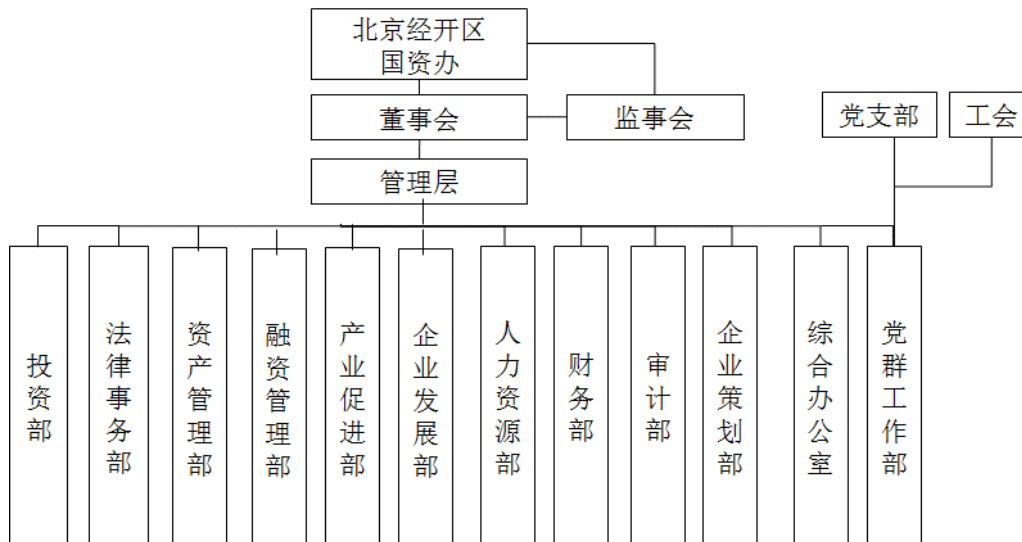 北京经开区
国资办
董事会
监事会
党支部
工会
管理层
投资部
法律事务部
资产管理部
融资管理部
产业促进部
企业发展部
人力资源部
财务部
审计部
企业策划部
综合办公室
党群工作部